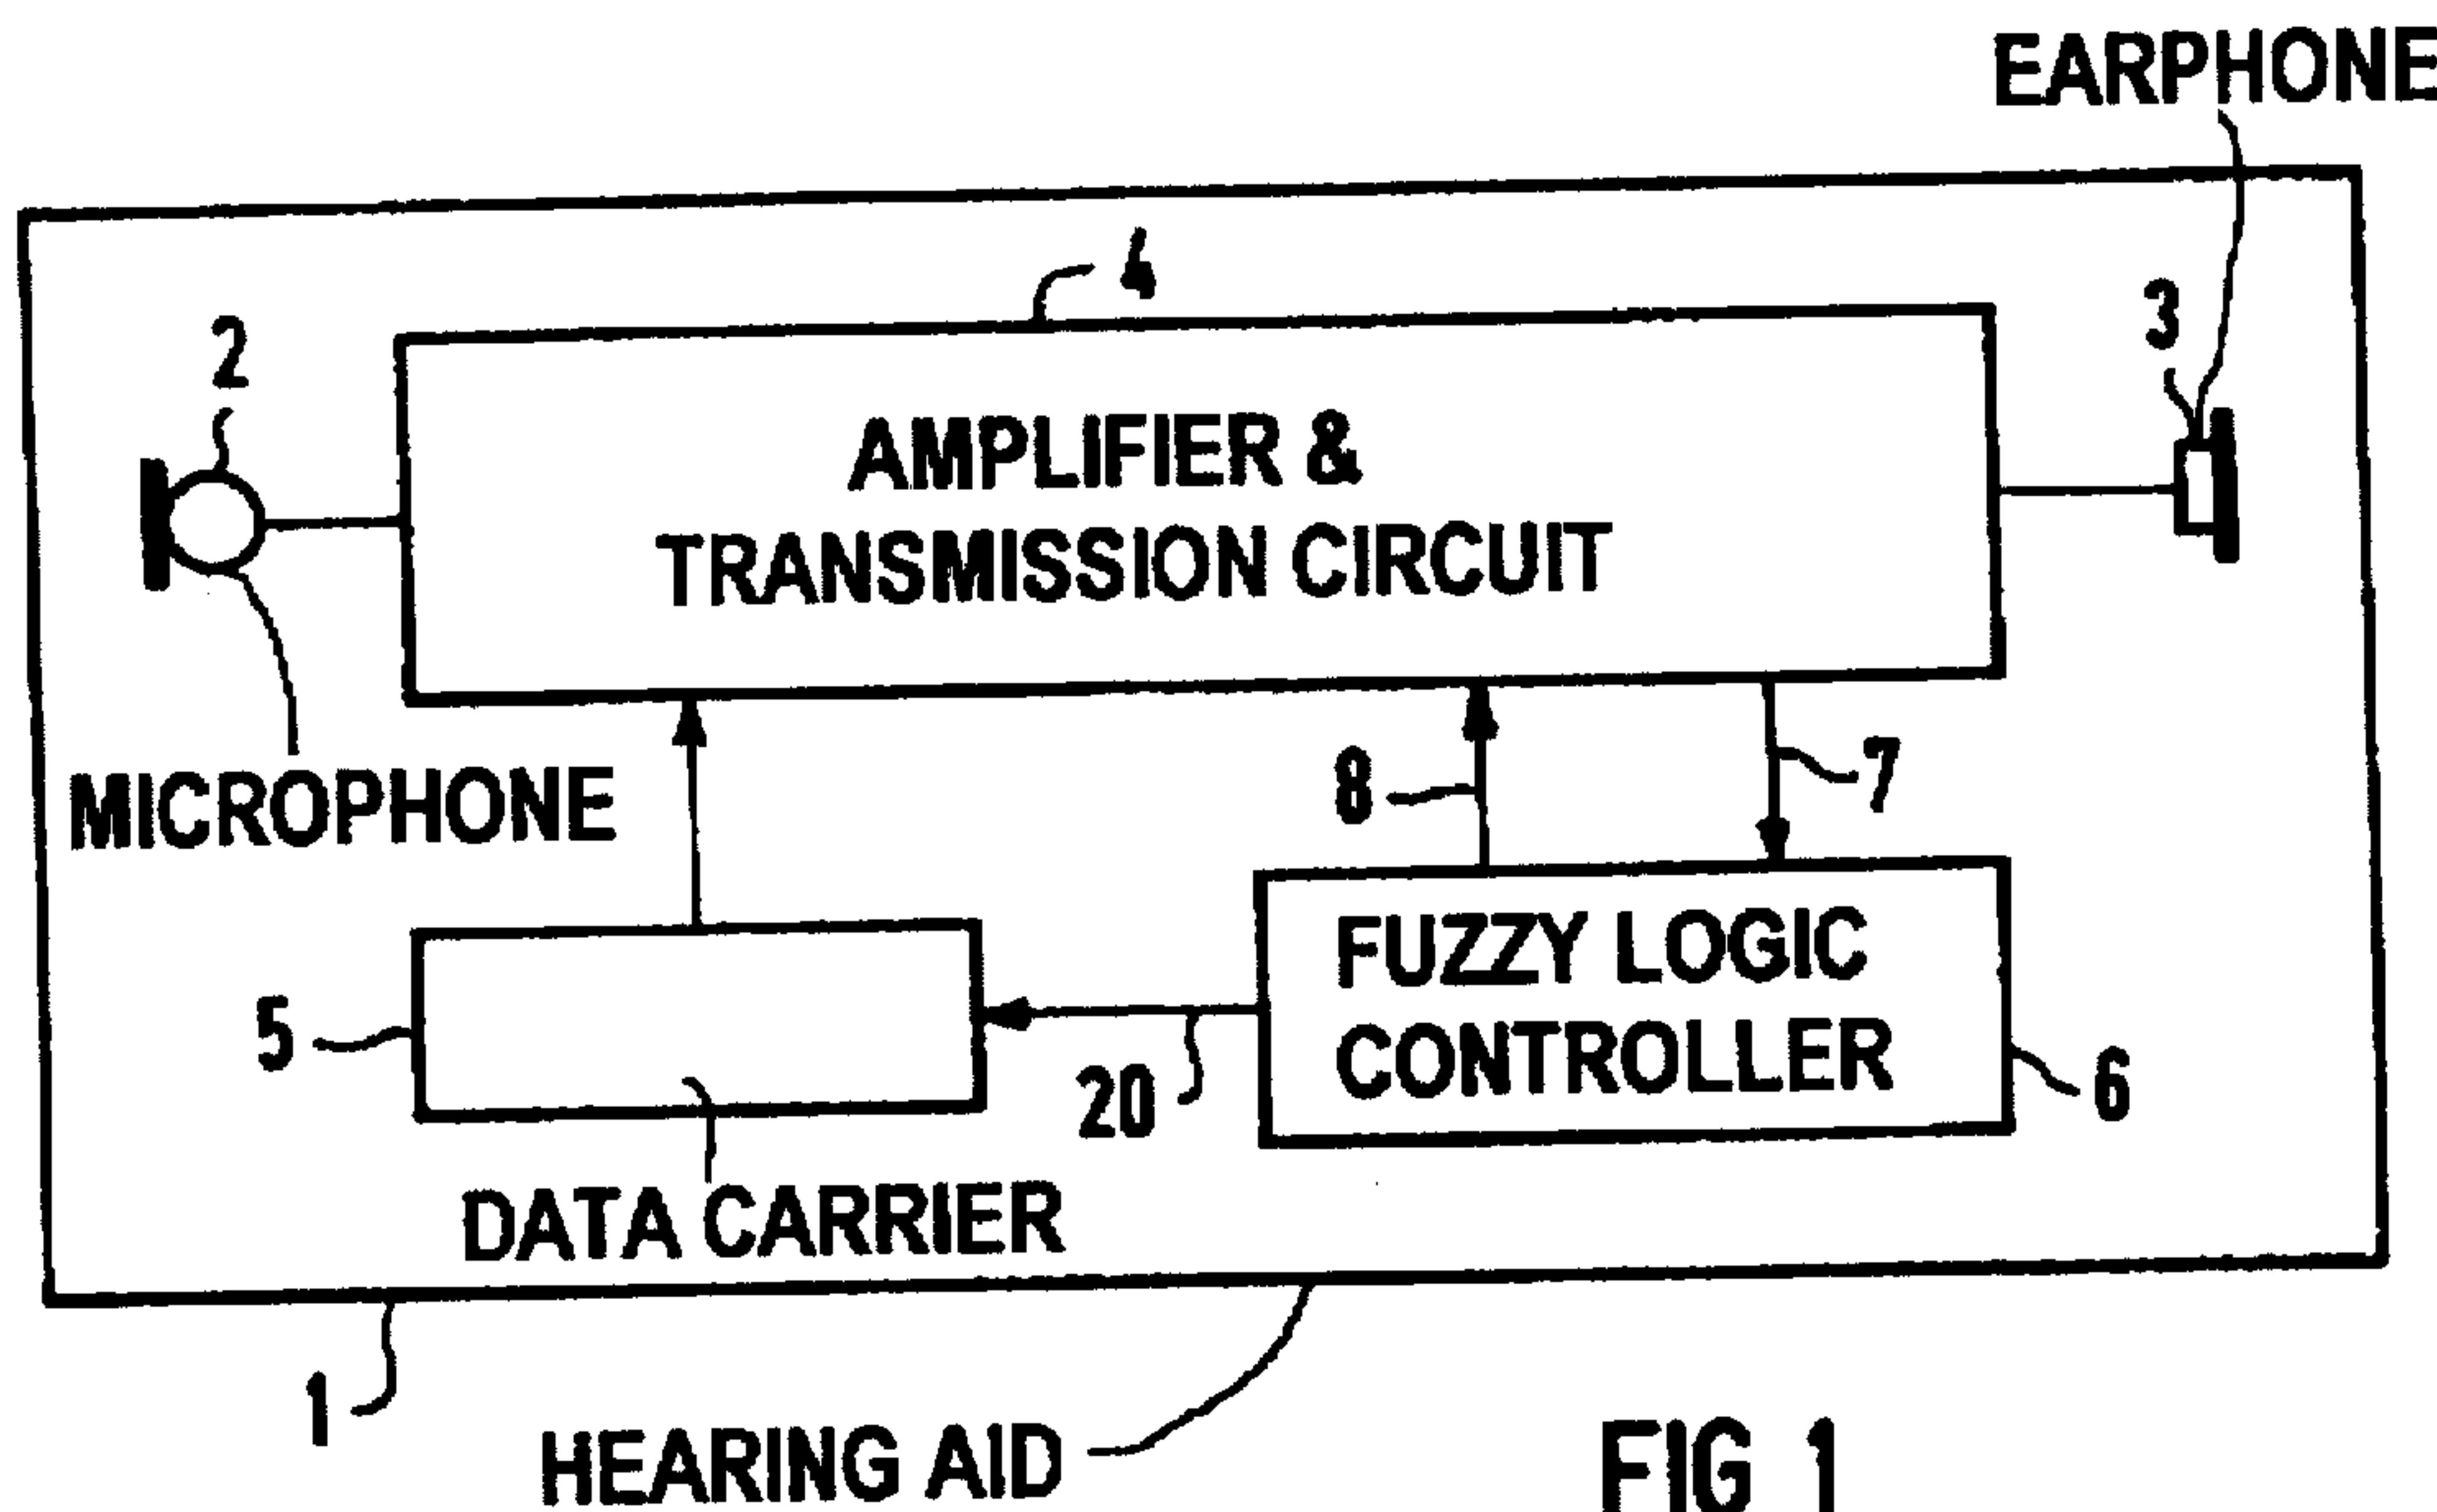 EARPHONE
4
2
3
AMPLIFIER &
TRANSMISSION CIRCUIT
MICROPHONE
8
7
FUZZY LOGIC
CONTROLLER
5
20
6
DATA CARRIER
1
HEARING AID
FIG 1